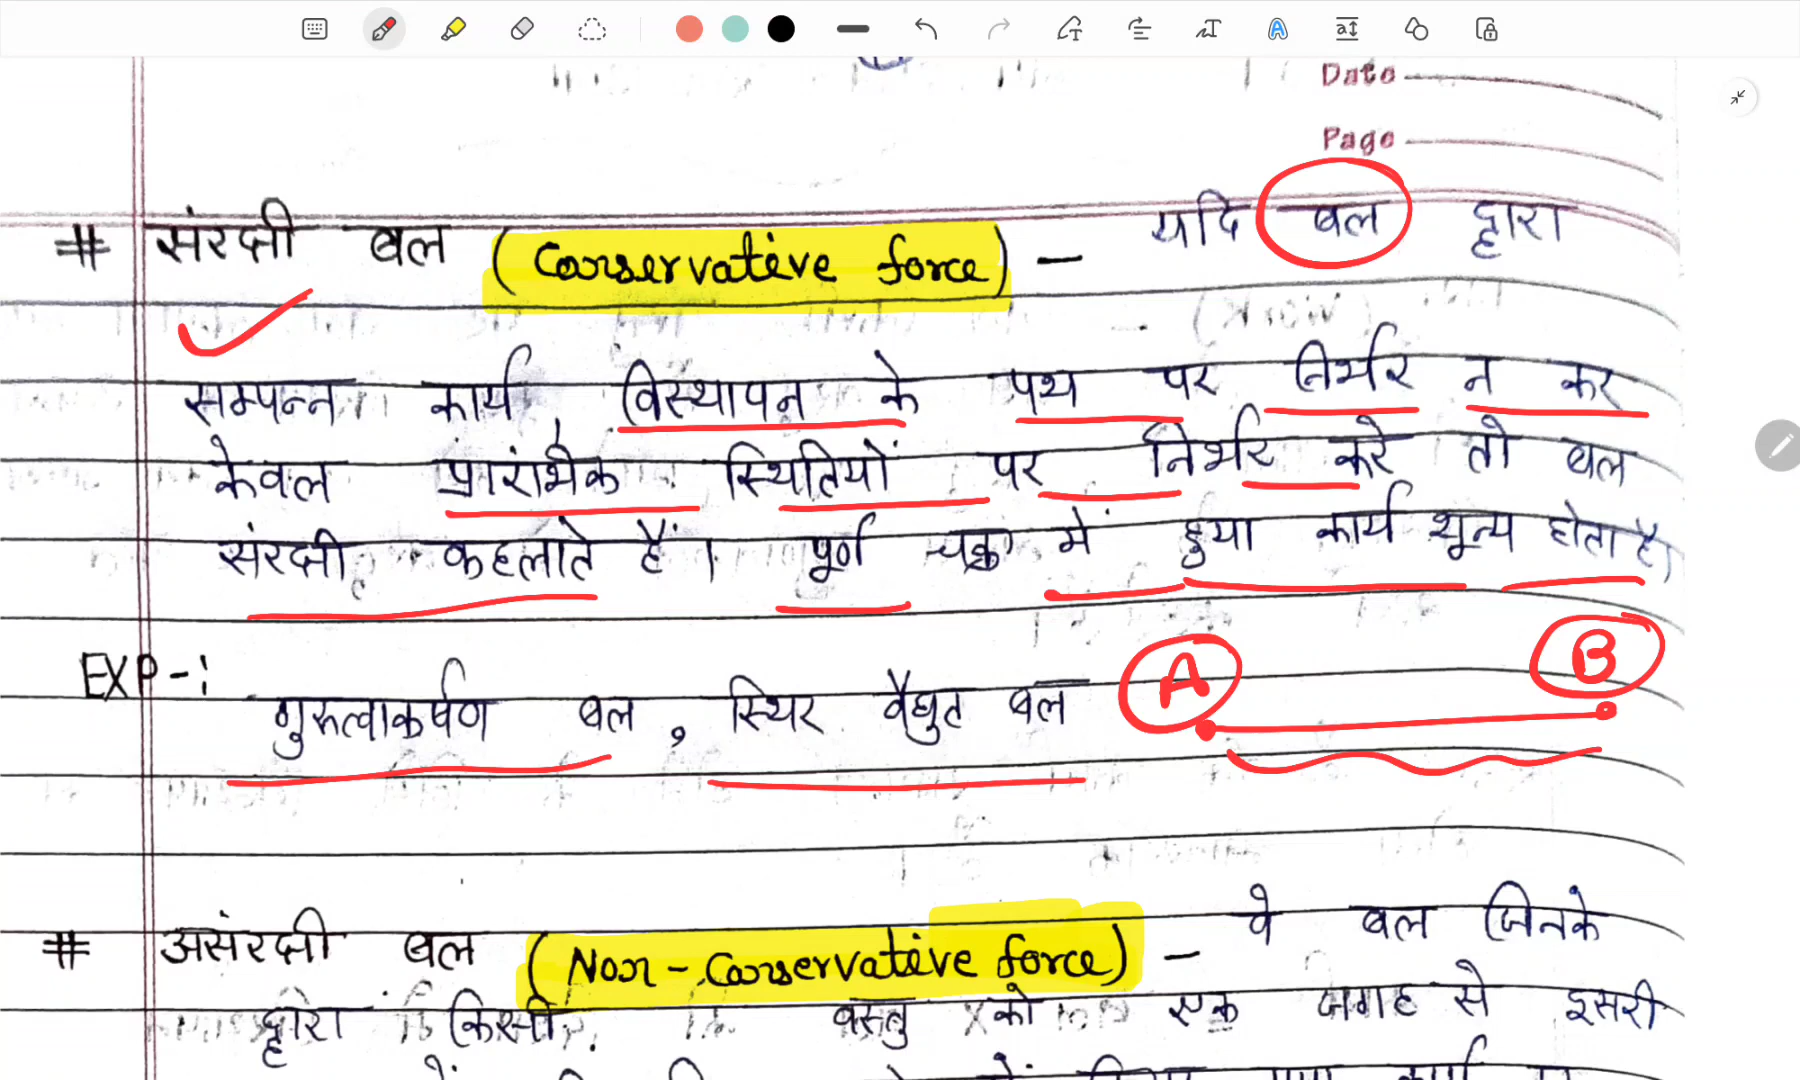 Date
Page
# संरक्षी बल (Conservative force) - यदि बल द्वारा
सम्पन्न कार्य विस्थापन के पथ पर निर्भर न कर
केवल प्रारंभिक स्थितियों पर निर्भर करे तो बल
संरक्षी कहलाते हैं। पूर्ण चक्र में हुया कार्य शून्य होता है।
A B
EXP-: गुरुत्वाकर्षण बल, स्थिर वैद्युत बल
# असंरक्षी बल (Non-Conservative force) - वे बल जिनके
द्वारा किसी वस्तु को एक जगह से दूसरी